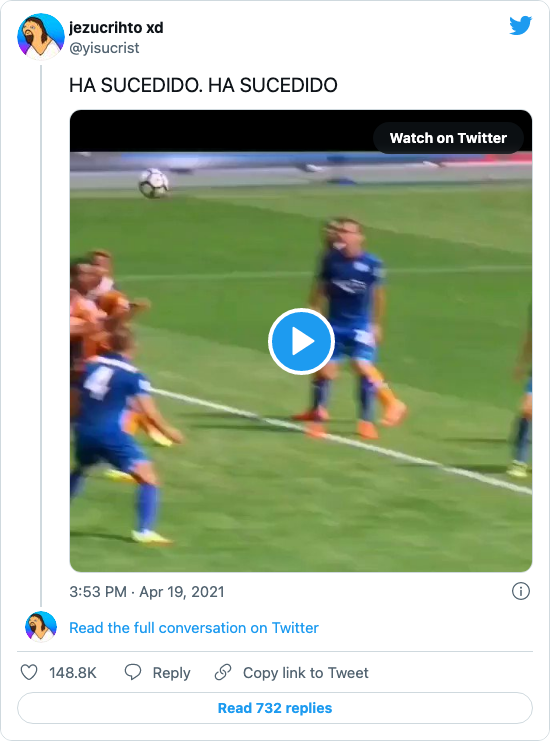 jezucrihto xd
@yisucrist
HA SUCEDIDO. HA SUCEDIDO
Watch on Twitter
4
3:53 PM · Apr 19, 2021
Read the full conversation on Twitter
148.8K Reply Copy link to Tweet
Read 732 replies